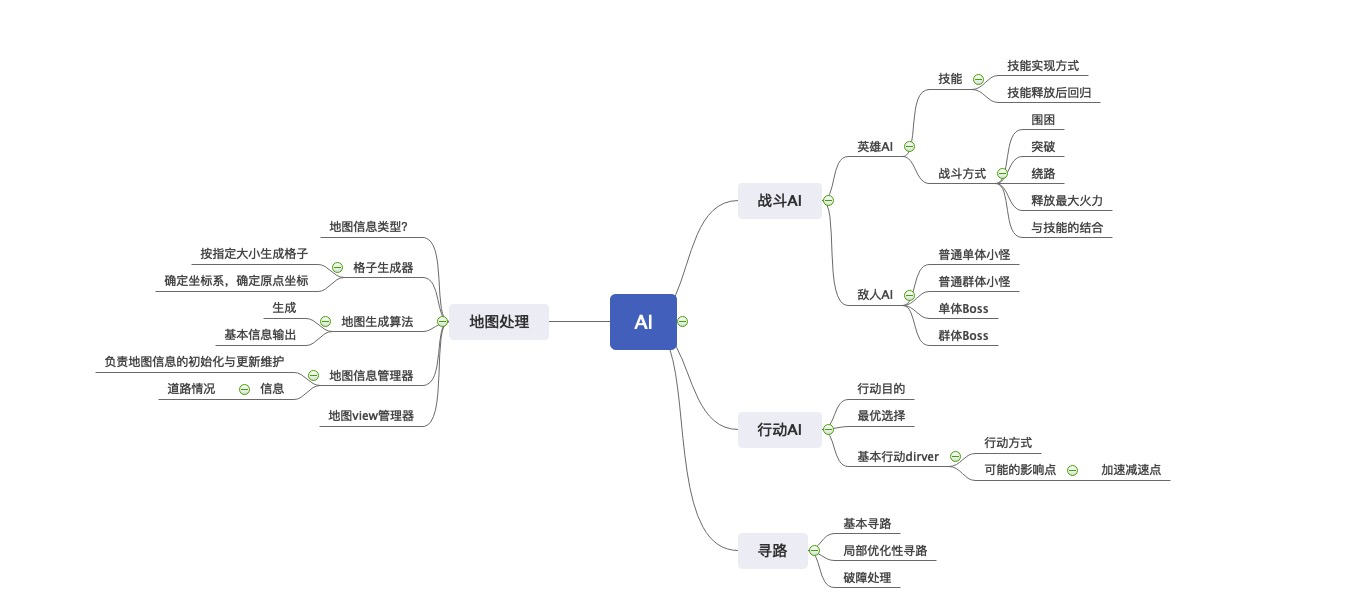 AI
战斗AI
英雄AI
技能
技能实现方式
技能释放后回归
战斗方式
围困
突破
绕路
释放最大火力
与技能的结合
敌人AI
普通单体小怪
普通群体小怪
单体Boss
群体Boss
行动AI
行动目的
最优选择
基本行动dirver
行动方式
可能的影响点
加速减速点
寻路
基本寻路
局部优化性寻路
破障处理
地图处理
地图信息类型?
格子生成器
按指定大小生成格子
确定坐标系，确定原点坐标
地图生成算法
生成
基本信息输出
地图信息管理器
负责地图信息的初始化与更新维护
信息
道路情况
地图view管理器